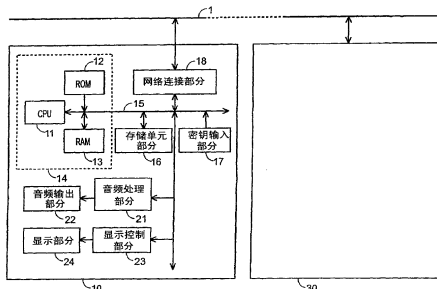 1
12
18
ROM
网络连接部分
15
CPU
11
RAM
13
存储单元
部分
16
密钥输入
部分
17
14
音频输出
部分
22
音频处理
部分
21
显示部分
24
显示控制
部分
23
10
30